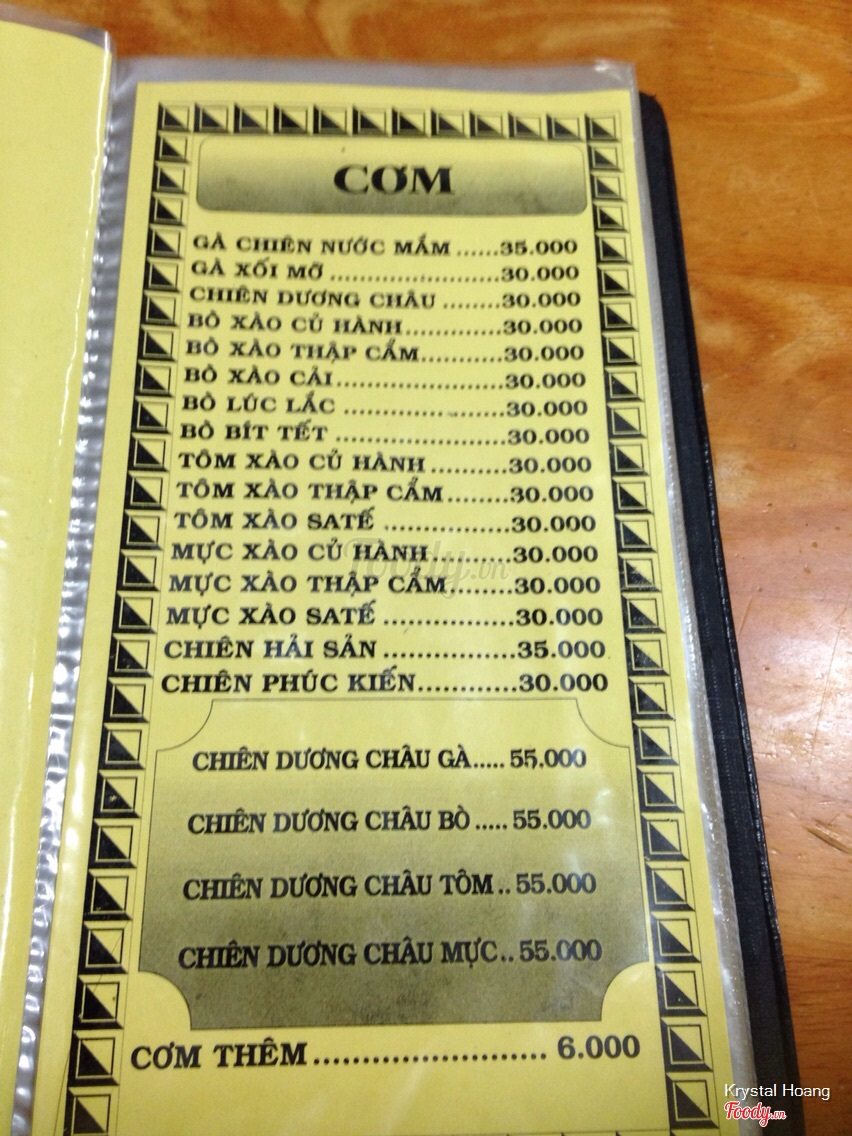 CƠM
GÀ CHIÊN NƯỚC MẮM ......35.000
GÀ XỐI MỠ ........................30.000
CHIÊN DƯƠNG CHÂU ........30.000
BÒ XÀO CỦ HÀNH.............30.000
BÒ XÀO THẬP CẨM...........30.000
BÒ XÀO CẢI.......................30.000
BÒ LÚC LẮC ......................30.000
BÒ BÍT TẾT .......................30.000
TÔM XÀO CỦ HÀNH ..........30.000
TÔM XÀO THẬP CẨM........30.000
TÔM XÀO SATẾ ................30.000
MỰC XÀO CỦ HÀNH..........30.000
MỰC XÀO THẬP CẨM........30.000
MỰC XÀO SATẾ .................30.000
CHIÊN HẢI SẢN .................35.000
CHIÊN PHÚC KIẾN.............30.000
CHIÊN DƯƠNG CHÂU GÀ..... 55.000
CHIÊN DƯƠNG CHÂU BÒ ..... 55.000
CHIÊN DƯƠNG CHÂU TÔM.. 55.000
CHIÊN DƯƠNG CHÂU MỰC.. 55.000
CƠM THÊM......................... 6.000
Foody.vn
Krystal Hoang
Foody.vn